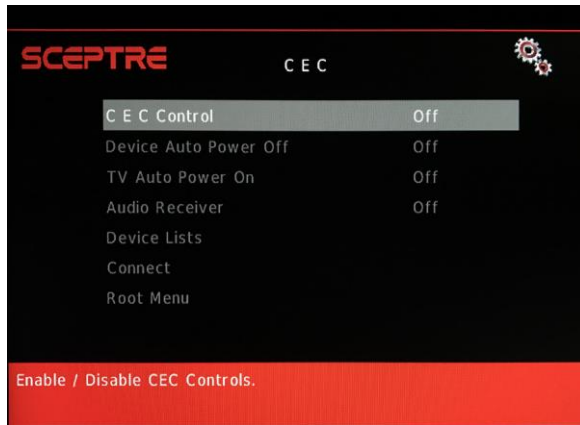 SCEPTRE
C E C
C E C Control Off
Device Auto Power Off Off
TV Auto Power On Off
Audio Receiver Off
Device Lists
Connect
Root Menu
Enable / Disable CEC Controls.